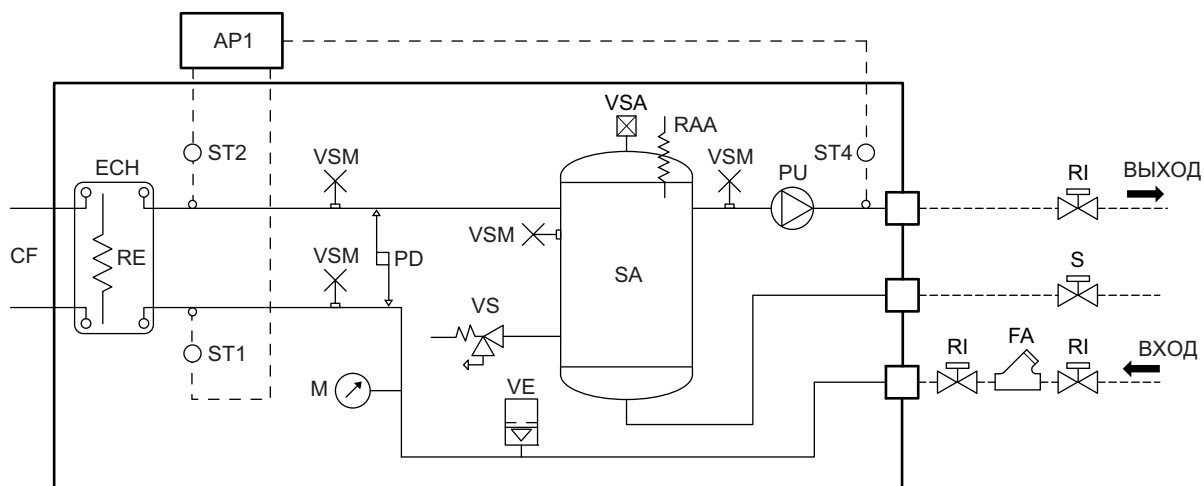 AP1
VSA
RAA
ST2
VSM
VSM
ST4
ECH
PU
RI
ВЫХОД
VSM
CF
RE
VSM
PD
SA
S
VS
ST1
FA
RI
RI
ВХОД
M
VE